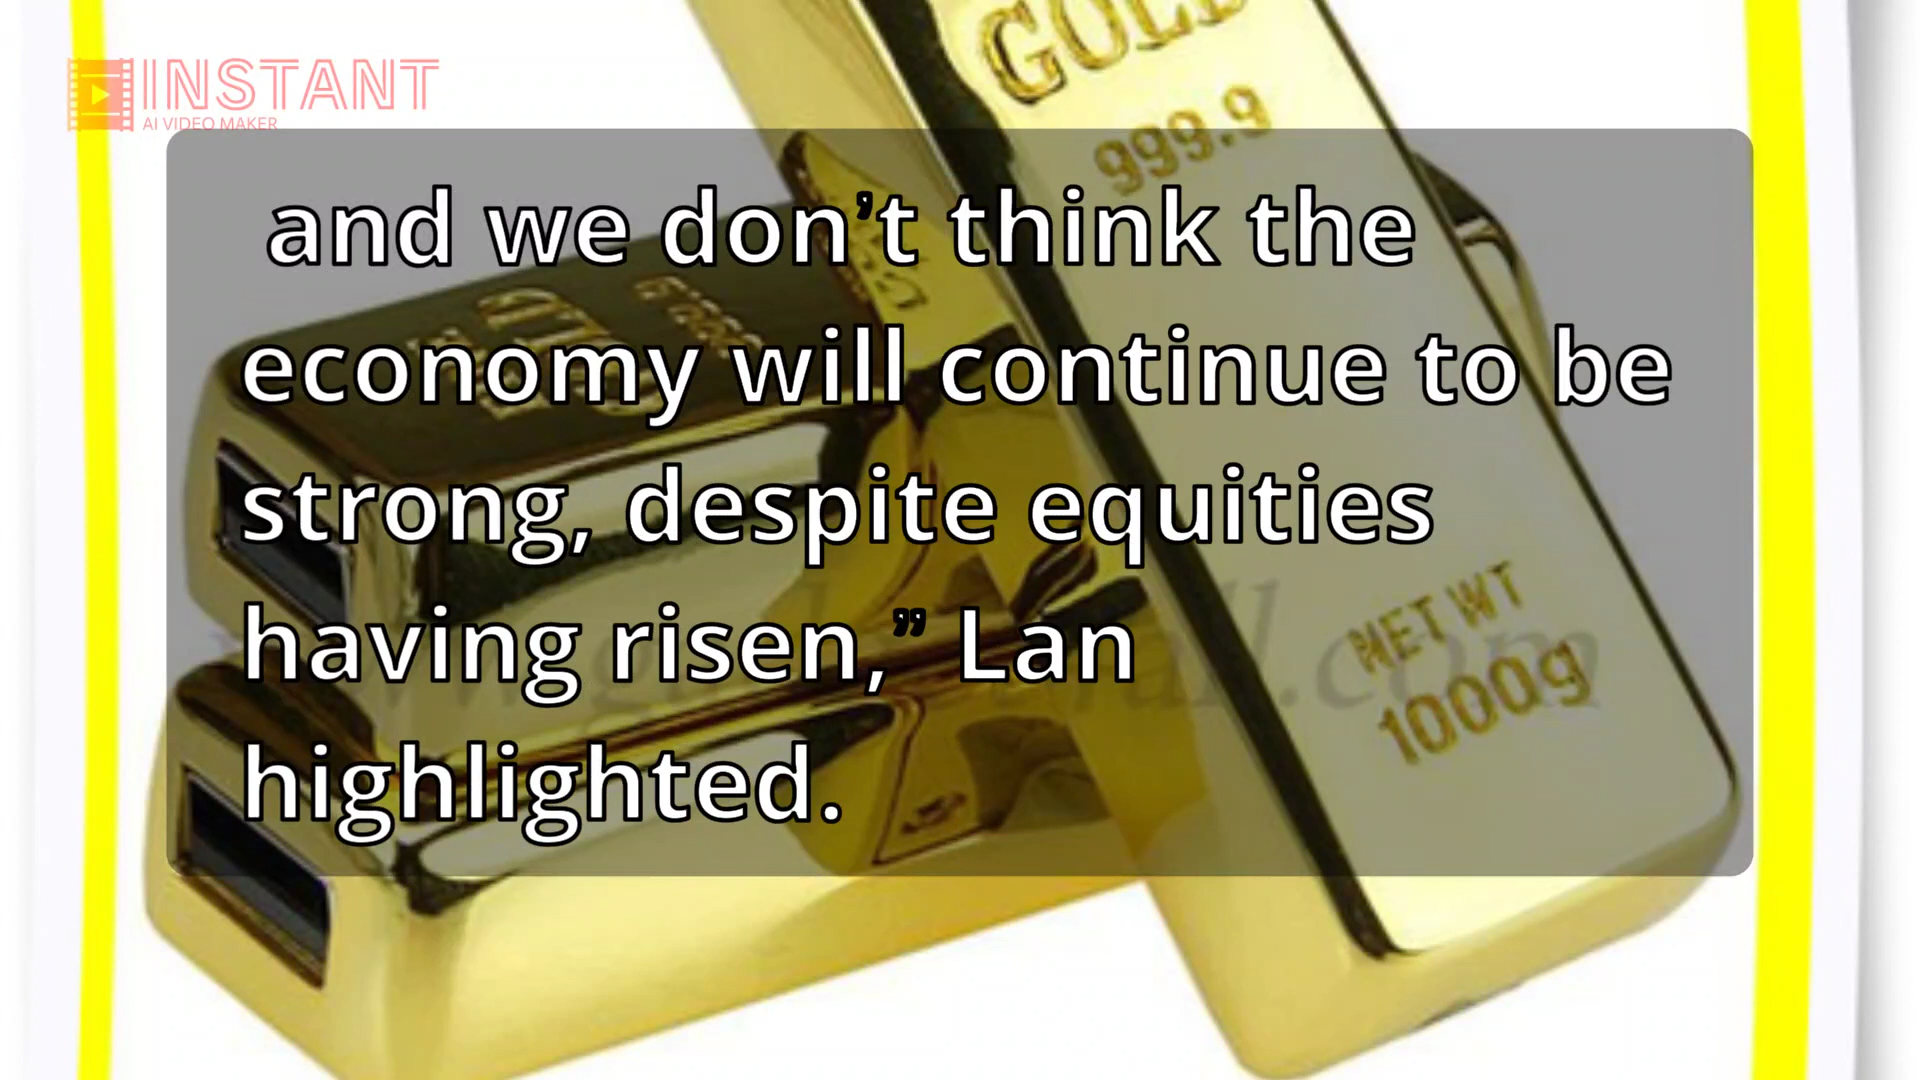 INSTANT
AI VIDEO MAKER
GOLD
999.9
and we don’t think the
economy will continue to be
strong, despite equities
having risen,” Lan
highlighted.
NET WT
1000g